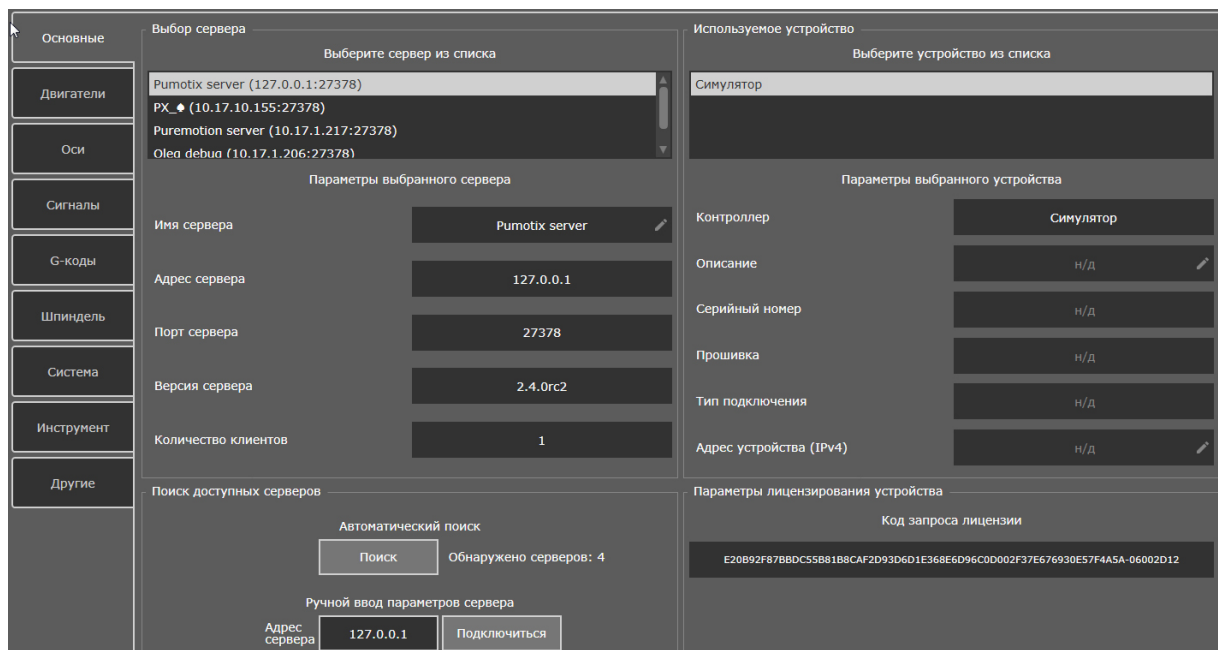 Основные
Двигатели
Оси
Сигналы
G-коды
Шпиндель
Система
Инструмент
Другие
Выбор сервера
Выберите сервер из списка
Pumotix server (127.0.0.1:27378)
PX_♠ (10.17.10.155:27378)
Puremotion server (10.17.1.217:27378)
Oleg debug (10.17.1.206:27378)
Параметры выбранного сервера
Имя сервера Pumotix server
Адрес сервера 127.0.0.1
Порт сервера 27378
Версия сервера 2.4.0rc2
Количество клиентов 1
Поиск доступных серверов
Автоматический поиск
Поиск Обнаружено серверов: 4
Ручной ввод параметров сервера
Адрес
сервера 127.0.0.1 Подключиться
Используемое устройство
Выберите устройство из списка
Симулятор
Параметры выбранного устройства
Контроллер Симулятор
Описание н/д
Серийный номер н/д
Прошивка н/д
Тип подключения н/д
Адрес устройства (IPv4) н/д
Параметры лицензирования устройства
Код запроса лицензии
E20B92F87BBDC55B81B8CAF2D93D6D1E368E6D96C0D002F37E676930E57F4A5A-06002D12